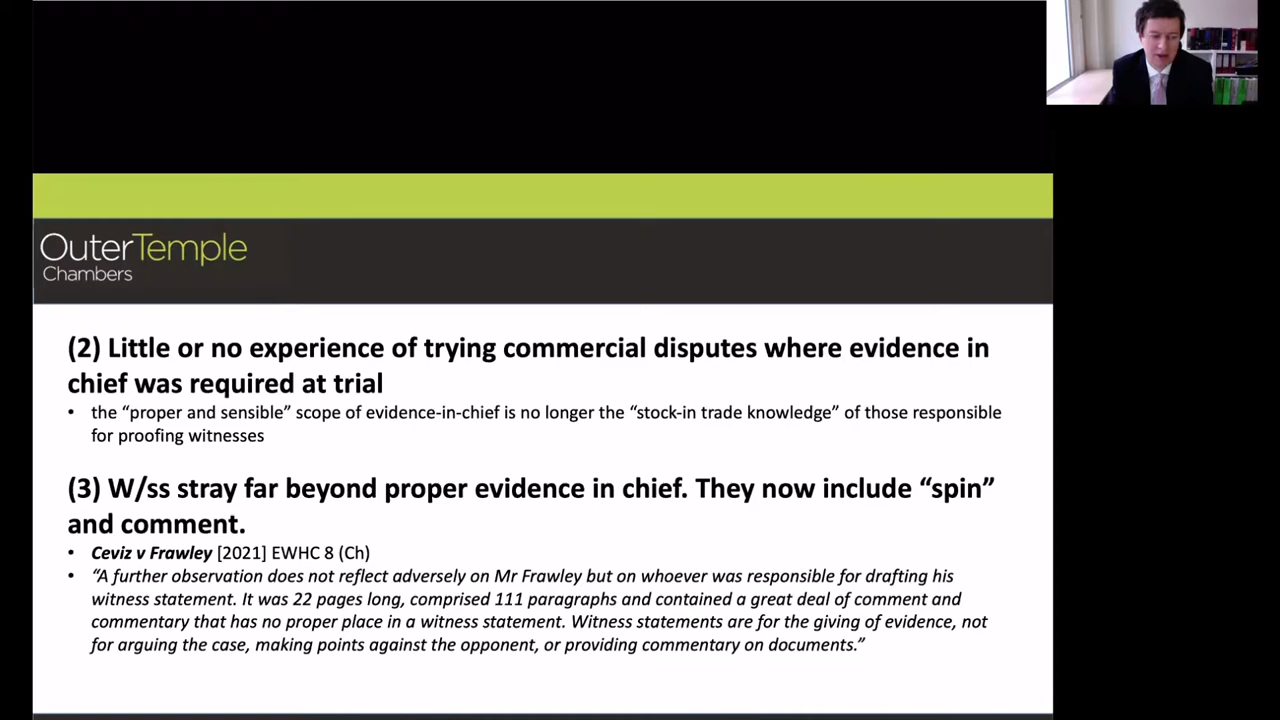 OuterTemple
Chambers
(2) Little or no experience of trying commercial disputes where evidence in
chief was required at trial
• the “proper and sensible” scope of evidence-in-chief is no longer the “stock-in trade knowledge” of those responsible
for proofing witnesses
(3) W/ss stray far beyond proper evidence in chief. They now include “spin”
and comment.
• Ceviz v Frawley [2021] EWHC 8 (Ch)
• “A further observation does not reflect adversely on Mr Frawley but on whoever was responsible for drafting his
witness statement. It was 22 pages long, comprised 111 paragraphs and contained a great deal of comment and
commentary that has no proper place in a witness statement. Witness statements are for the giving of evidence, not
for arguing the case, making points against the opponent, or providing commentary on documents.”